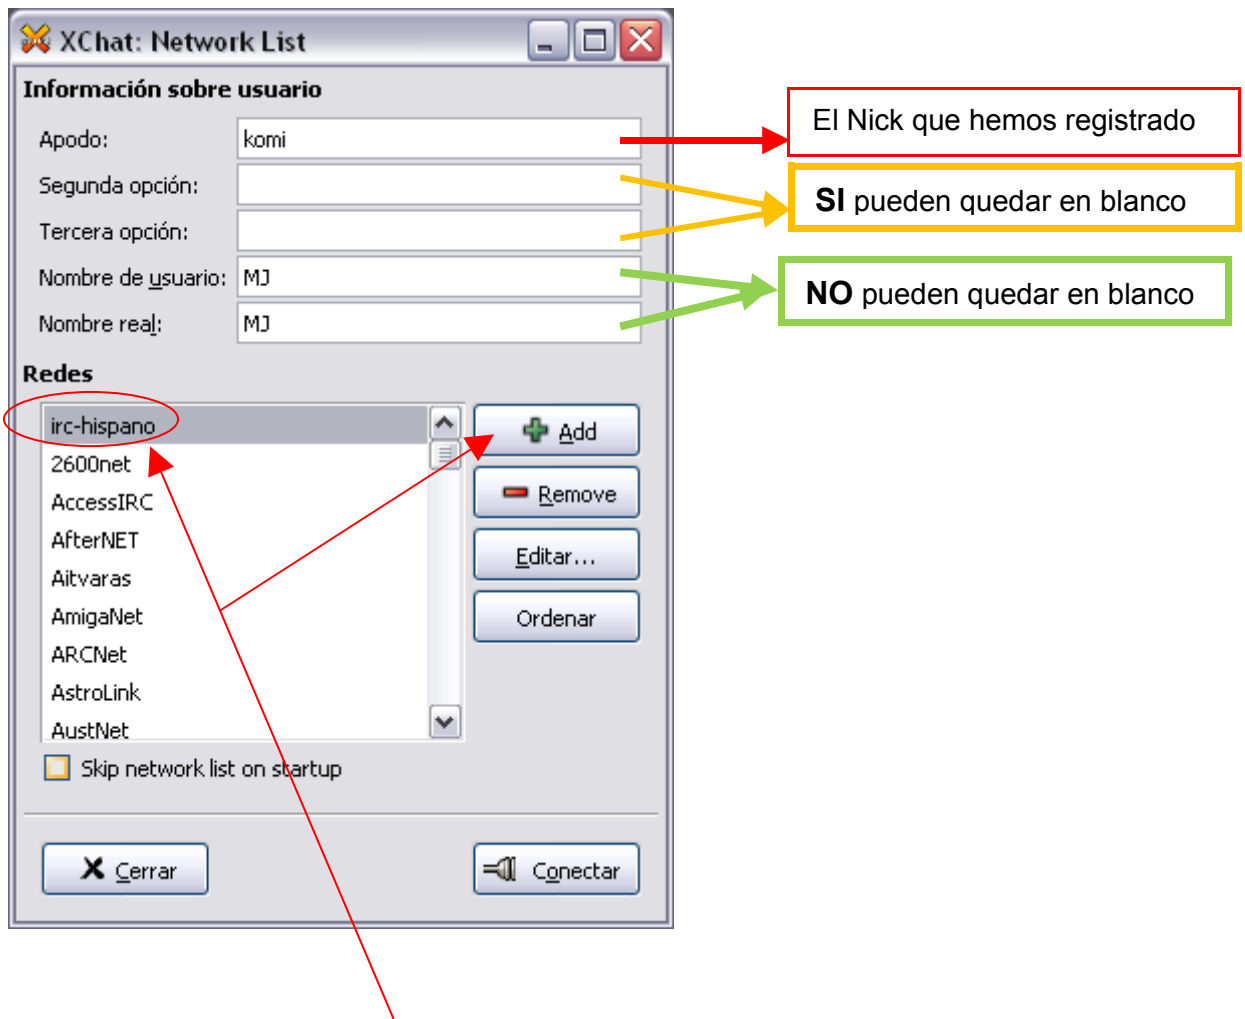 XChat: Network List
Información sobre usuario
Apodo: komi
El Nick que hemos registrado
Segunda opción:
SI pueden quedar en blanco
Tercera opción:
Nombre de usuario: MJ
NO pueden quedar en blanco
Nombre real: MJ
Redes
irc-hispano
Add
2600net
AccessIRC
Remove
AfterNET
Editar...
Aitvaras
AmigaNet
Ordenar
ARCNet
AstroLink
AustNet
Skip network list on startup
Cerrar
Conectar